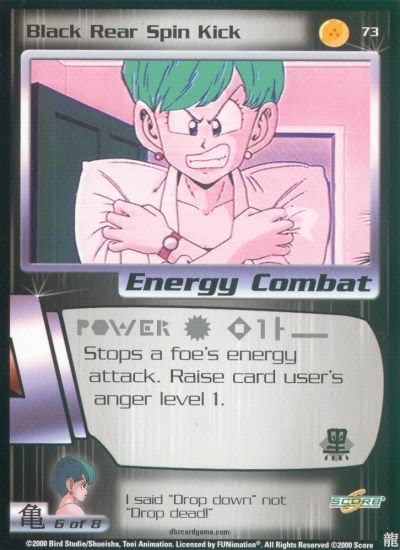 Black Rear Spin Kick 73
Energy Combat
POWER
Stops a foe's energy
attack. Raise card user's
anger level 1.
黒
亀 6 of 8
I said "Drop down" not
"Drop dead!"
SCORE
dbzcardgame.com
©2000 Bird Studio/Shueisha, Toei Animation. Licensed by FUNimation®. All Rights Reserved. ©2000 Score
龍